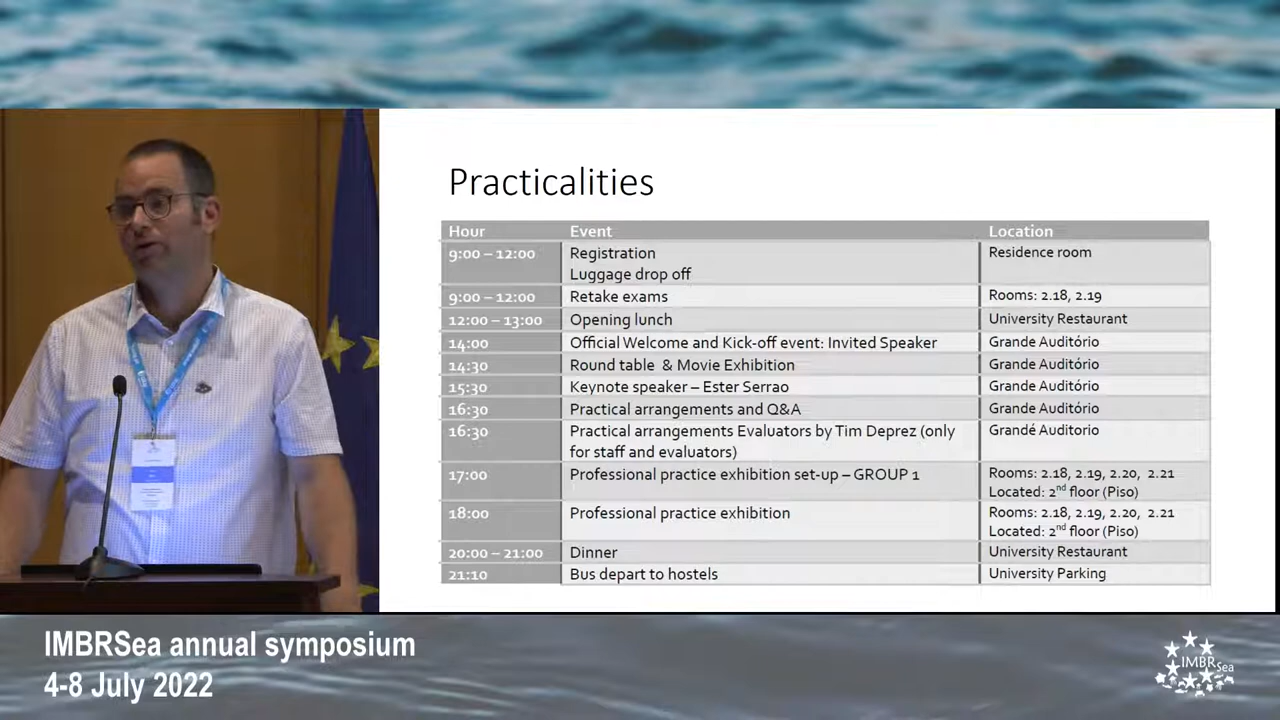 Practicalities
Hour Event Location
9:00 – 12:00 Registration Residence room
Luggage drop off
9:00 – 12:00 Retake exams Rooms: 2.18, 2.19
12:00 – 13:00 Opening lunch University Restaurant
14:00 Official Welcome and Kick-off event: Invited Speaker Grande Auditório
14:30 Round table & Movie Exhibition Grande Auditório
15:30 Keynote speaker – Ester Serrao Grande Auditório
16:30 Practical arrangements and Q&A Grande Auditório
16:30 Practical arrangements Evaluators by Tim Deprez (only Grandé Auditorio
for staff and evaluators)
17:00 Professional practice exhibition set-up – GROUP 1 Rooms: 2.18, 2.19, 2.20, 2.21
Located: 2nd floor (Piso)
18:00 Professional practice exhibition Rooms: 2.18, 2.19, 2.20, 2.21
Located: 2nd floor (Piso)
20:00 – 21:00 Dinner University Restaurant
21:10 Bus depart to hostels University Parking
IMBRSea annual symposium
4-8 July 2022
IMBRSea